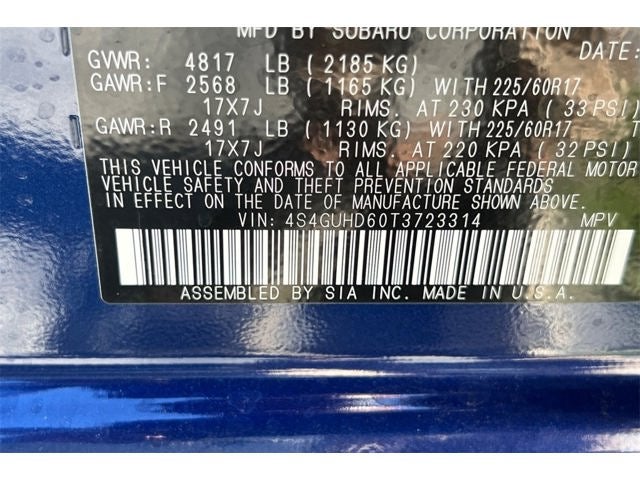 MFD BY SUBARU CORPORATION
DATE:
GVWR: 4817 LB (2185 KG)
GAWR:F 2568 LB (1165 KG) WITH 225/60R17
17X7J RIMS. AT 230 KPA (33 PSI)
GAWR:R 2491 LB (1130 KG) WITH 225/60R17
17X7J RIMS. AT 220 KPA (32 PSI)
THIS VEHICLE CONFORMS TO ALL APPLICABLE FEDERAL MOTOR
VEHICLE SAFETY AND THEFT PREVENTION STANDARDS
IN EFFECT ON THE DATE OF MANUFACTURE SHOWN ABOVE.
VIN: 4S4GUHD60T3723314 MPV
ASSEMBLED BY SIA INC. MADE IN U.S.A.